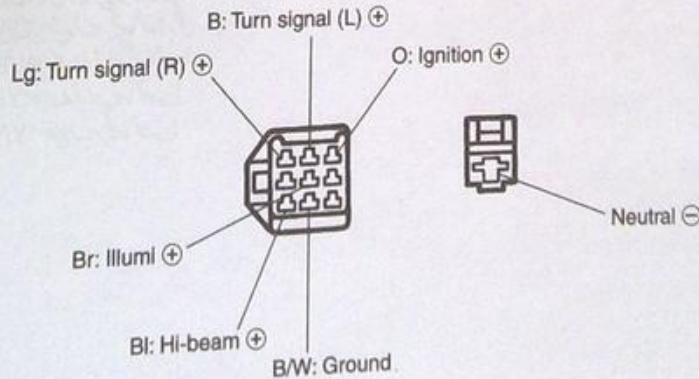 B: Turn signal (L) ⊕
Lg: Turn signal (R) ⊕
O: Ignition ⊕
Neutral ⊖
Br: Illumi ⊕
Bl: Hi-beam ⊕
B/W: Ground